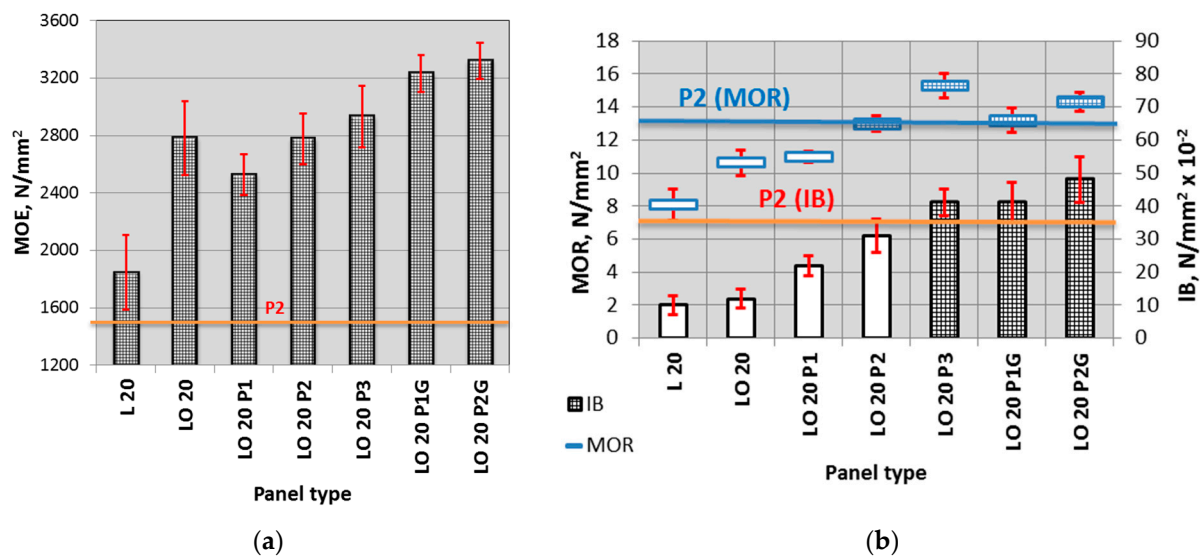 3600
3200
2800
2400
2000
1600
1200
MOE, N/mm²
P2
L 20
LO 20
LO 20 P1
LO 20 P2
LO 20 P3
LO 20 P1G
LO 20 P2G
Panel type
(a)
18
16
14
12
10
8
6
4
2
0
MOR, N/mm²
P2 (MOR)
P2 (IB)
90
80
70
60
50
40
30
20
10
0
IB, N/mm² x 10⁻²
L 20
LO 20
LO 20 P1
LO 20 P2
LO 20 P3
LO 20 P1G
LO 20 P2G
IB
MOR
Panel type
(b)